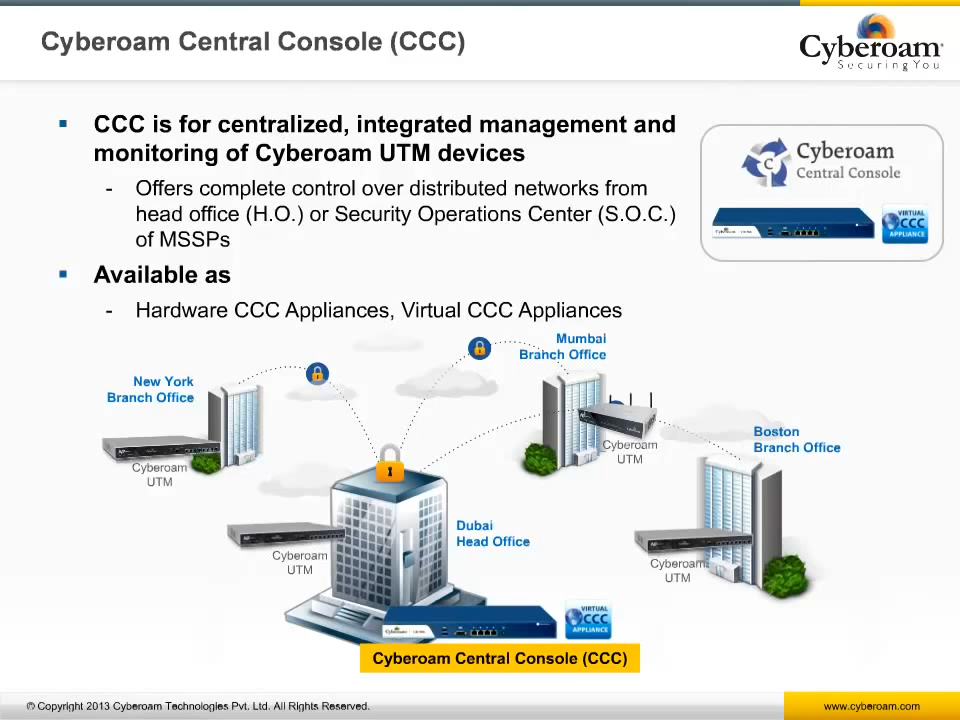 Cyberoam Central Console (CCC)
Cyberoam
Securing You
CCC is for centralized, integrated management and
monitoring of Cyberoam UTM devices
- Offers complete control over distributed networks from
head office (H.O.) or Security Operations Center (S.O.C.)
of MSSPs
Available as
- Hardware CCC Appliances, Virtual CCC Appliances
C
Cyberoam
Central Console
Cyberoam
VIRTUAL
CCC
APPLIANCE
Mumbai
Branch Office
New York
Branch Office
Cyberoam
UTM
Cyberoam
UTM
Boston
Branch Office
Dubai
Head Office
Cyberoam
UTM
Cyberoam
UTM
Cyberoam
VIRTUAL
CCC
APPLIANCE
Cyberoam Central Console (CCC)
© Copyright 2013 Cyberoam Technologies Pvt. Ltd. All Rights Reserved.
www.cyberoam.com